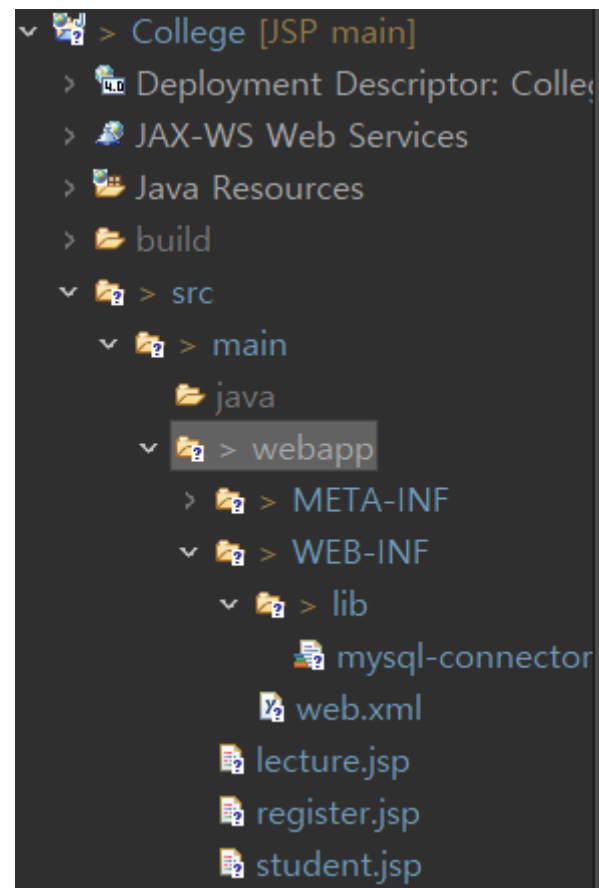 > College [JSP main]
Deployment Descriptor: Colle
JAX-WS Web Services
Java Resources
build
> src
> main
java
> webapp
> META-INF
> WEB-INF
> lib
mysql-connector
web.xml
lecture.jsp
register.jsp
student.jsp